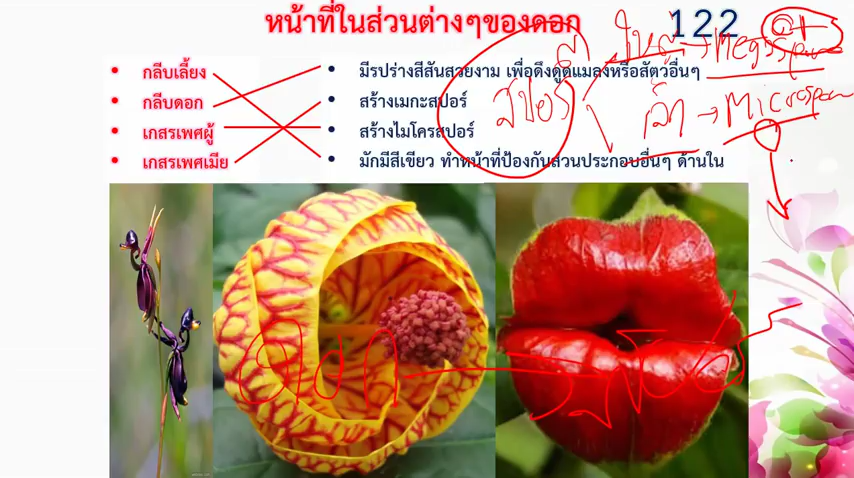 หน้าที่ในส่วนต่างๆของดอก
122
กลีบเลี้ยง
กลีบดอก
เกสรเพศผู้
เกสรเพศเมีย
มีรูปร่างสีสันสวยงาม เพื่อดึงดูดแมลงหรือสัตว์อื่นๆ
สร้างเมกะสปอร์
สร้างไมโครสปอร์
มักมีสีเขียว ทำหน้าที่ป้องกันส่วนประกอบอื่นๆ ด้านใน
สปอร์
ใหญ่ → megaspore
เล็ก → microspore